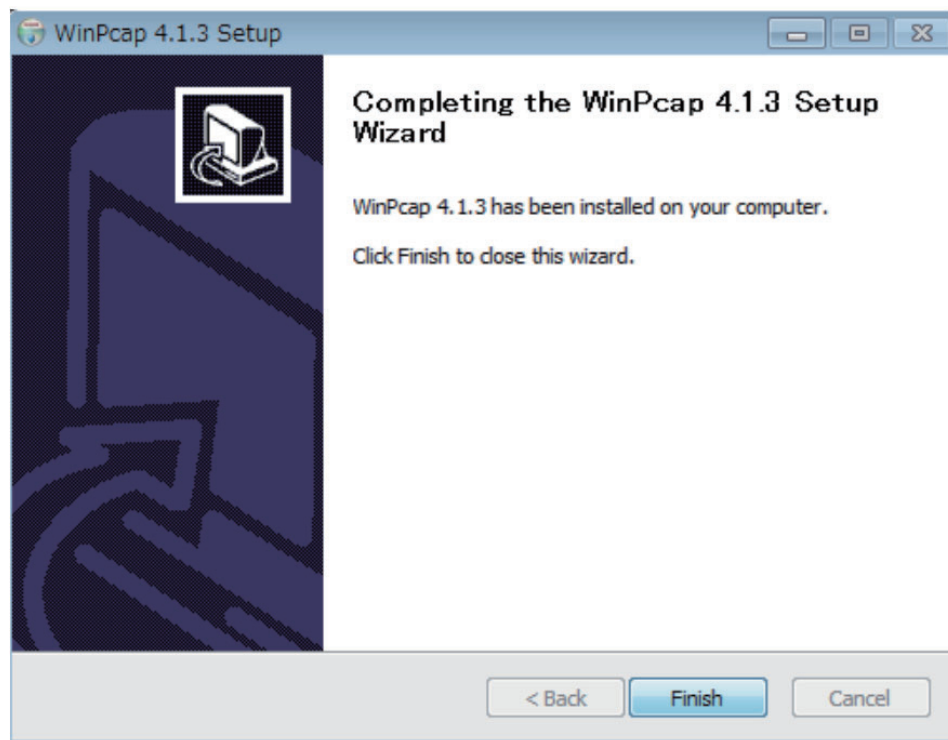 WinPcap 4.1.3 Setup
Completing the WinPcap 4.1.3 Setup
Wizard
WinPcap 4.1.3 has been installed on your computer.
Click Finish to close this wizard.
< Back
Finish
Cancel